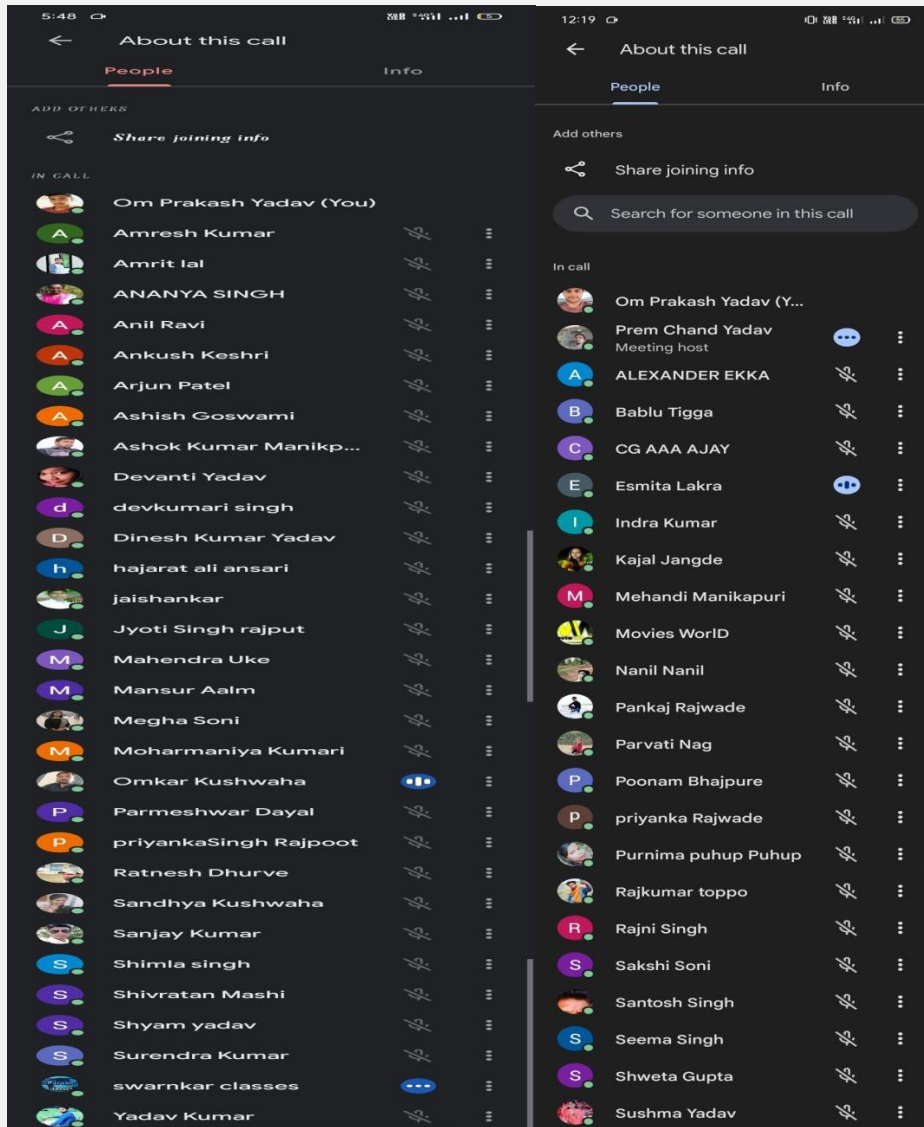 5:48
About this call
People Info
ADD OTHERS
Share joining info
IN CALL
Om Prakash Yadav (You)
A Amresh Kumar
Amrit lal
ANANYA SINGH
A Anil Ravi
A Ankush Keshri
A Arjun Patel
A Ashish Goswami
Ashok Kumar Manikp...
Devanti Yadav
d devkumari singh
D Dinesh Kumar Yadav
h hajarat ali ansari
jaishankar
J Jyoti Singh rajput
M Mahendra Uke
M Mansur Aalm
Megha Soni
M Moharmaniya Kumari
Omkar Kushwaha
P Parmeshwar Dayal
P priyankaSingh Rajpoot
Ratnesh Dhurve
Sandhya Kushwaha
Sanjay Kumar
S Shimla singh
S Shivratan Mashi
S Shyam yadav
S Surendra Kumar
swarnkar classes
Yadav Kumar
12:19
About this call
People Info
Add others
Share joining info
Search for someone in this call
In call
Om Prakash Yadav (Y...
Prem Chand Yadav
Meeting host
A ALEXANDER EKKA
B Bablu Tigga
C CG AAA AJAY
E Esmita Lakra
I Indra Kumar
Kajal Jangde
M Mehandi Manikapuri
Movies WorlD
Nanil Nanil
Pankaj Rajwade
Parvati Nag
P Poonam Bhajpure
P priyanka Rajwade
Purnima puhup Puhup
Rajkumar toppo
R Rajni Singh
S Sakshi Soni
Santosh Singh
S Seema Singh
S Shweta Gupta
Sushma Yadav